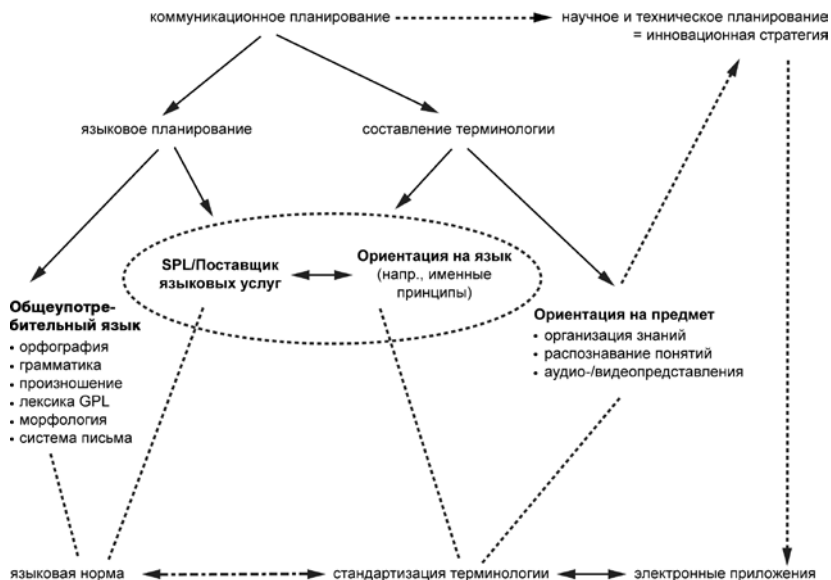 коммуникационное планирование
научное и техническое планирование
= инновационная стратегия
языковое планирование
составление терминологии
SPL/Поставщик
языковых услуг
Ориентация на язык
(напр., именные
принципы)
Общеупотре-
бительный язык
• орфография
• грамматика
• произношение
• лексика GPL
• морфология
• система письма
Ориентация на предмет
• организация знаний
• распознавание понятий
• аудио-/видеопредставления
языковая норма
стандартизация терминологии
электронные приложения